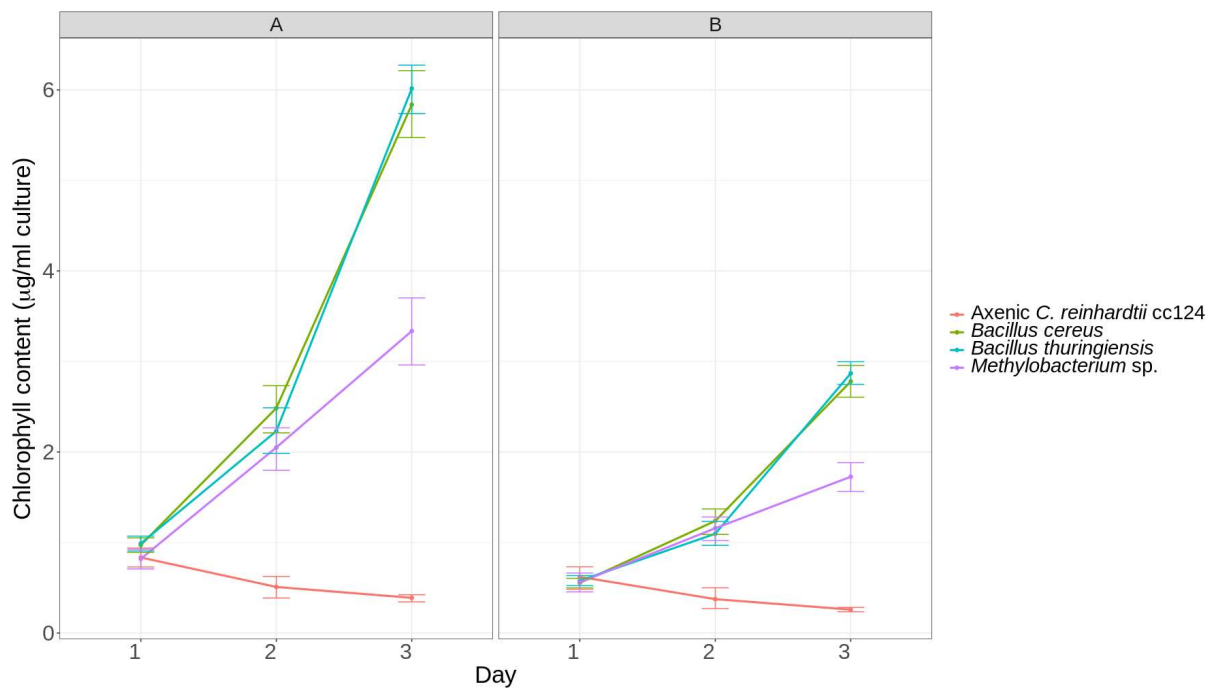 A
B
Chlorophyll content (μg/ml culture)
6
4
2
0
1
2
3
1
2
3
Day
Axenic C. reinhardtii cc124
Bacillus cereus
Bacillus thuringiensis
Methylobacterium sp.